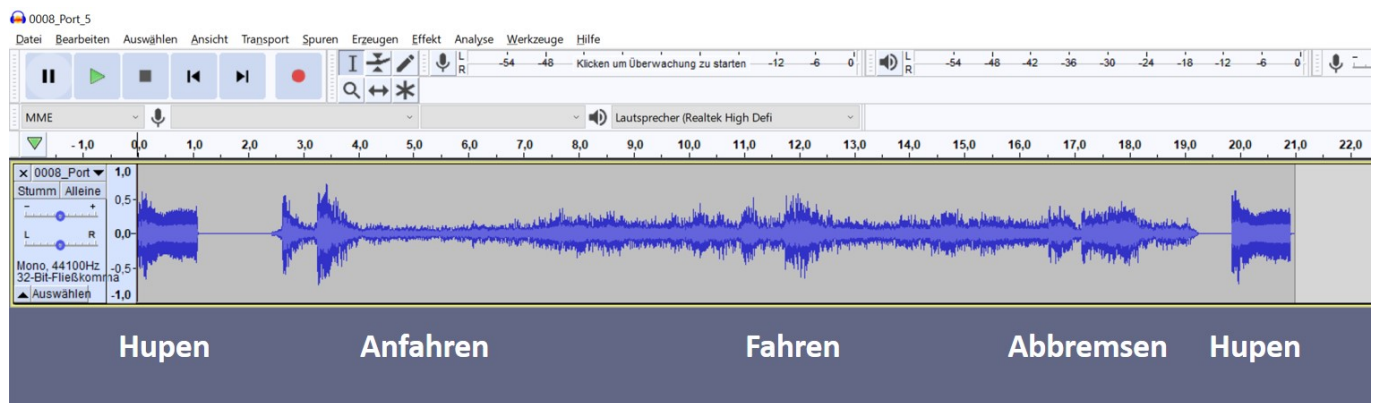 0008_Port_5
Datei Bearbeiten Auswählen Ansicht Transport Spuren Erzeugen Effekt Analyse Werkzeuge Hilfe
L R -54 -48 Klicken um Überwachung zu starten -12 -6 0 L R -54 -48 -42 -36 -30 -24 -18 -12 -6 0
MME Lautsprecher (Realtek High Defi
- 1,0 0,0 1,0 2,0 3,0 4,0 5,0 6,0 7,0 8,0 9,0 10,0 11,0 12,0 13,0 14,0 15,0 16,0 17,0 18,0 19,0 20,0 21,0 22,0
× 0008_Port 1,0
Stumm Alleine
- + 0,5
L R 0,0
Mono, 44100Hz -0,5
32-Bit-Fließkomma
Auswählen -1,0
Hupen Anfahren Fahren Abbremsen Hupen